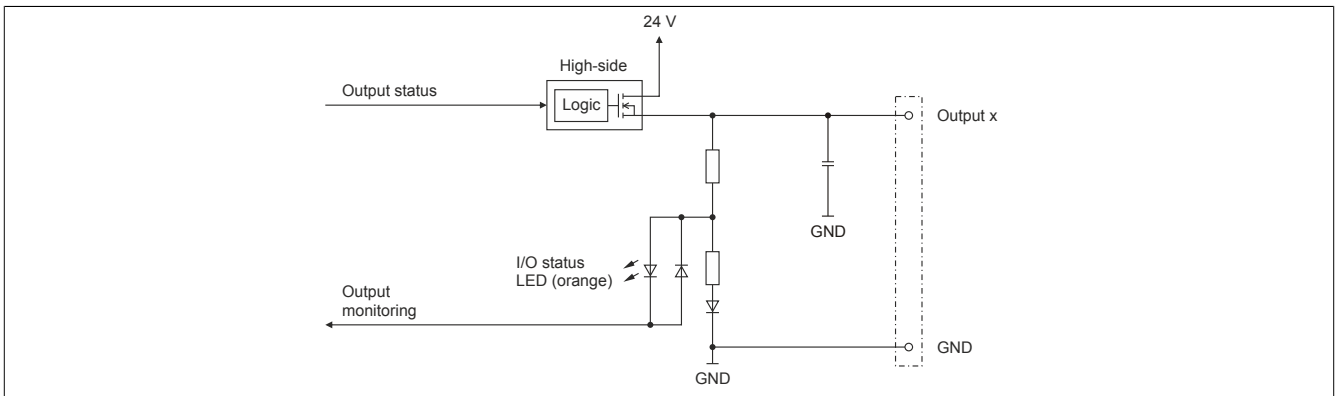 24 V
High-side
Output status
Logic
Output x
GND
I/O status
LED (orange)
Output
monitoring
GND
GND